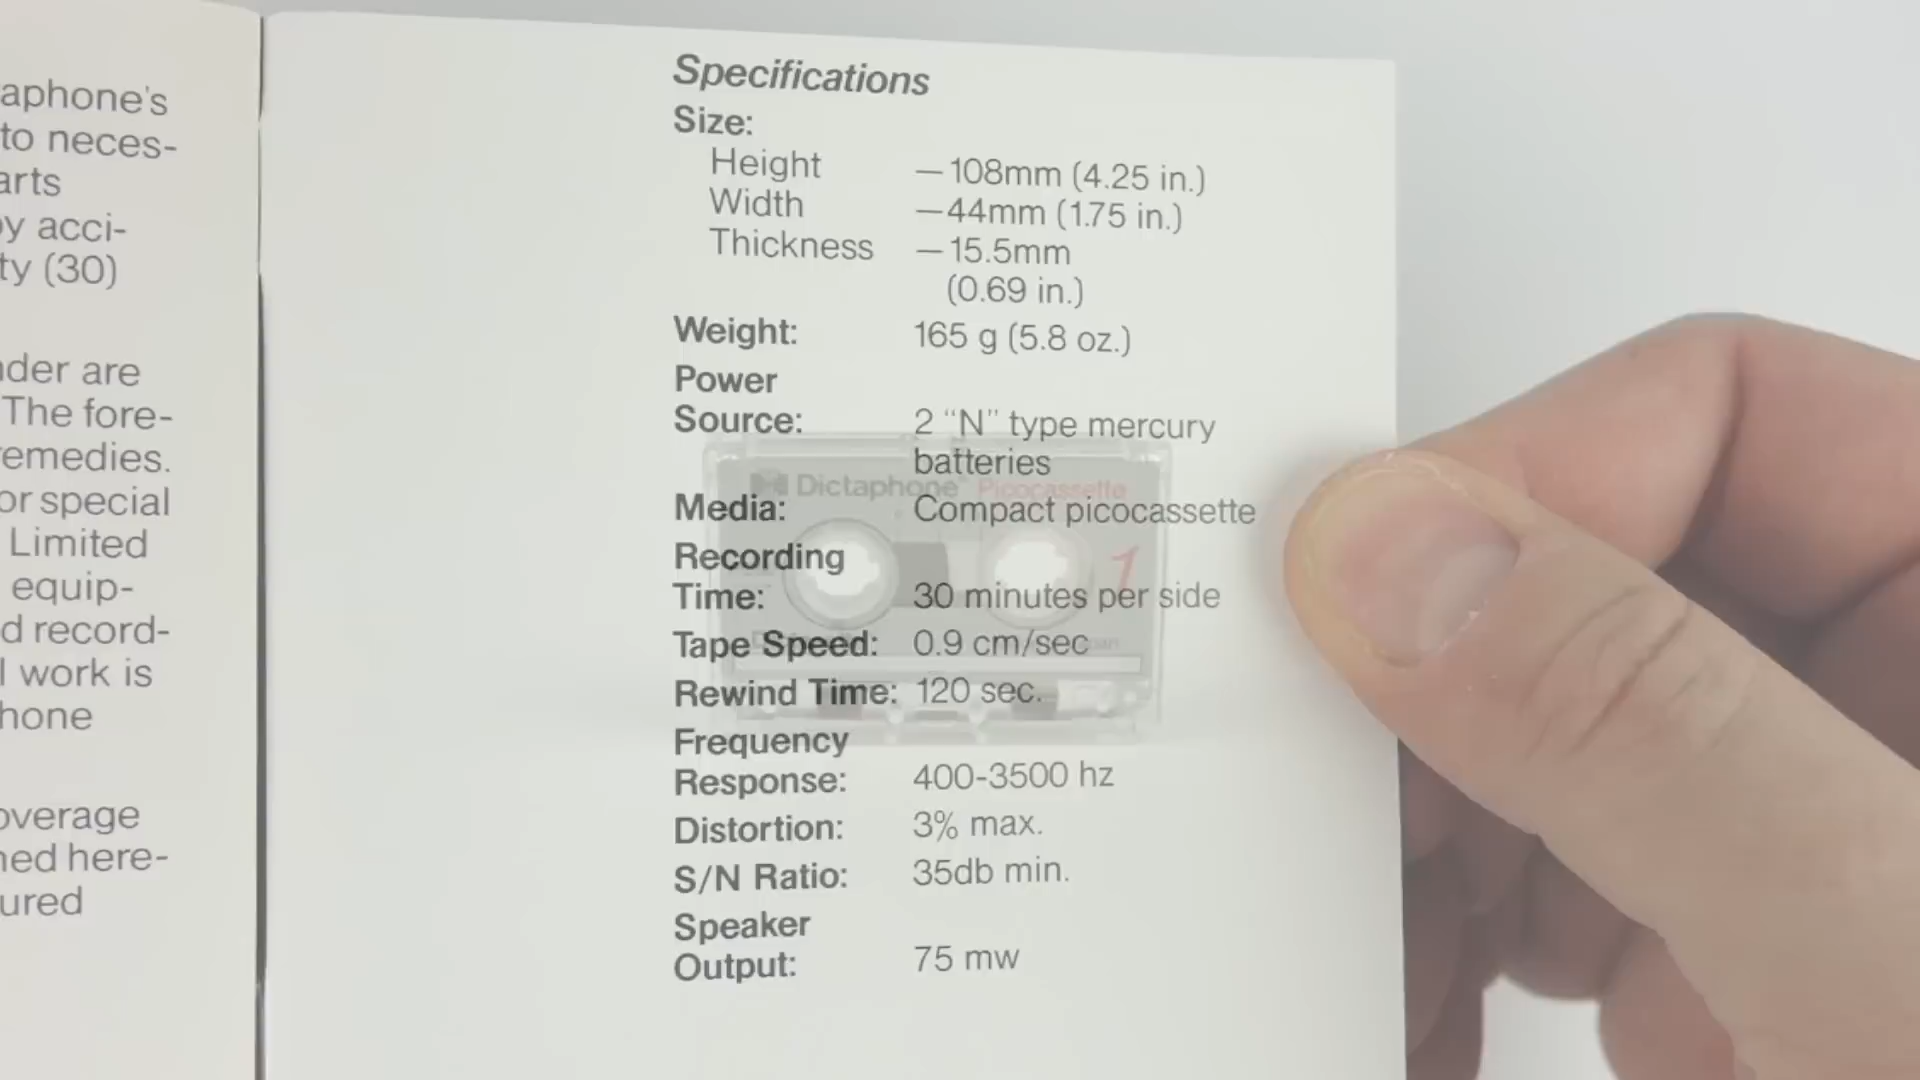 aphone's
to neces-
arts
y acci-
ty (30)
der are
The fore-
emedies.
or special
Limited
equip-
d record-
l work is
hone
overage
ned here-
ured
Specifications
Size:
Height — 108mm (4.25 in.)
Width — 44mm (1.75 in.)
Thickness — 15.5mm
(0.69 in.)
Weight: 165 g (5.8 oz.)
Power
Source: 2 “N” type mercury
batteries
Media: Compact picocassette
Recording
Time: 30 minutes per side
Tape Speed: 0.9 cm/sec
Rewind Time: 120 sec.
Frequency
Response: 400-3500 hz
Distortion: 3% max.
S/N Ratio: 35db min.
Speaker
Output: 75 mw
Dictaphone Picocassette
1